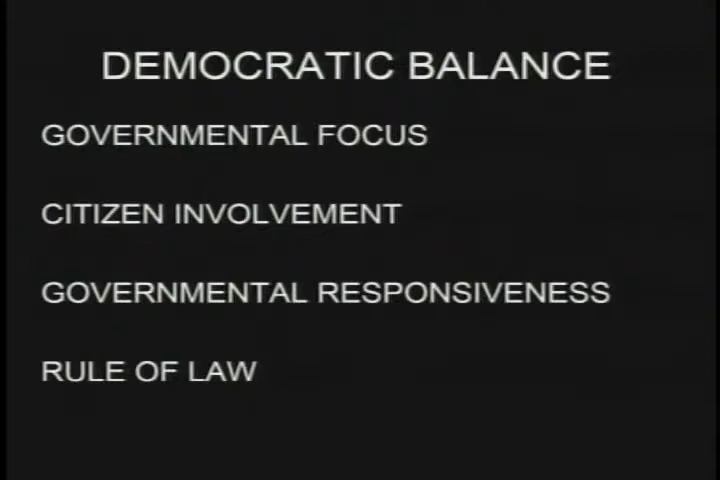 DEMOCRATIC BALANCE
GOVERNMENTAL FOCUS
CITIZEN INVOLVEMENT
GOVERNMENTAL RESPONSIVENESS
RULE OF LAW